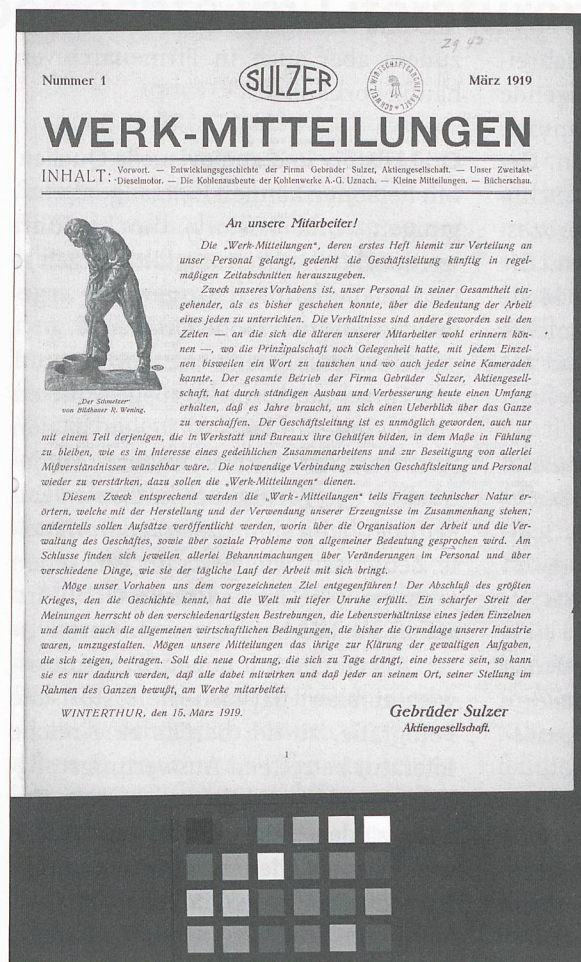 Zg 43
Nummer 1
SULZER
SCHWEIZ. WIRTSCHAFTSARCHIV BASEL
März 1919
WERK-MITTEILUNGEN
INHALT: Vorwort. — Entwicklungsgeschichte der Firma Gebrüder Sulzer, Aktiengesellschaft. — Unser Zweitakt-
Dieselmotor. — Die Kohlenausbeute der Kohlenwerke A.-G. Uznach. — Kleine Mitteilungen. — Bücherschau.
An unsere Mitarbeiter!
Die „Werk-Mitteilungen“, deren erstes Heft hiemit zur Verteilung an
unser Personal gelangt, gedenkt die Geschäftsleitung künftig in regel-
mäßigen Zeitabschnitten herauszugeben.
Zweck unseres Vorhabens ist, unser Personal in seiner Gesamtheit ein-
gehender, als es bisher geschehen konnte, über die Bedeutung der Arbeit
eines jeden zu unterrichten. Die Verhältnisse sind andere geworden seit den
Zeiten — an die sich die älteren unserer Mitarbeiter wohl erinnern kön-
nen —, wo die Prinzipalschaft noch Gelegenheit hatte, mit jedem Einzel-
nen bisweilen ein Wort zu tauschen und wo auch jeder seine Kameraden
kannte. Der gesamte Betrieb der Firma Gebrüder Sulzer, Aktiengesell-
schaft, hat durch ständigen Ausbau und Verbesserung heute einen Umfang
erhalten, daß es Jahre braucht, um sich einen Ueberblick über das Ganze
zu verschaffen. Der Geschäftsleitung ist es unmöglich geworden, auch nur
„Der Schmelzer“
von Bildhauer R. Wening.
mit einem Teil derjenigen, die in Werkstatt und Bureaux ihre Gehülfen bilden, in dem Maße in Fühlung
zu bleiben, wie es im Interesse eines gedeihlichen Zusammenarbeitens und zur Beseitigung von allerlei
Mißverständnissen wünschbar wäre. Die notwendige Verbindung zwischen Geschäftsleitung und Personal
wieder zu verstärken, dazu sollen die „Werk-Mitteilungen“ dienen.
Diesem Zweck entsprechend werden die „Werk-Mitteilungen“ teils Fragen technischer Natur er-
örtern, welche mit der Herstellung und der Verwendung unserer Erzeugnisse im Zusammenhang stehen;
andernteils sollen Aufsätze veröffentlicht werden, worin über die Organisation der Arbeit und die Ver-
waltung des Geschäftes, sowie über soziale Probleme von allgemeiner Bedeutung gesprochen wird. Am
Schlusse finden sich jeweilen allerlei Bekanntmachungen über Veränderungen im Personal und über
verschiedene Dinge, wie sie der tägliche Lauf der Arbeit mit sich bringt.
Möge unser Vorhaben uns dem vorgezeichneten Ziel entgegenführen! Der Abschluß des größten
Krieges, den die Geschichte kennt, hat die Welt mit tiefer Unruhe erfüllt. Ein scharfer Streit der
Meinungen herrscht ob den verschiedenartigsten Bestrebungen, die Lebensverhältnisse eines jeden Einzelnen
und damit auch die allgemeinen wirtschaftlichen Bedingungen, die bisher die Grundlage unserer Industrie
waren, umzugestalten. Mögen unsere Mitteilungen das ihrige zur Klärung der gewaltigen Aufgaben,
die sich zeigen, beitragen. Soll die neue Ordnung, die sich zu Tage drängt, eine bessere sein, so kann
sie es nur dadurch werden, daß alle dabei mitwirken und daß jeder an seinem Ort, seiner Stellung im
Rahmen des Ganzen bewußt, am Werke mitarbeitet.
WINTERTHUR, den 15. März 1919.
Gebrüder Sulzer
Aktiengesellschaft.
1